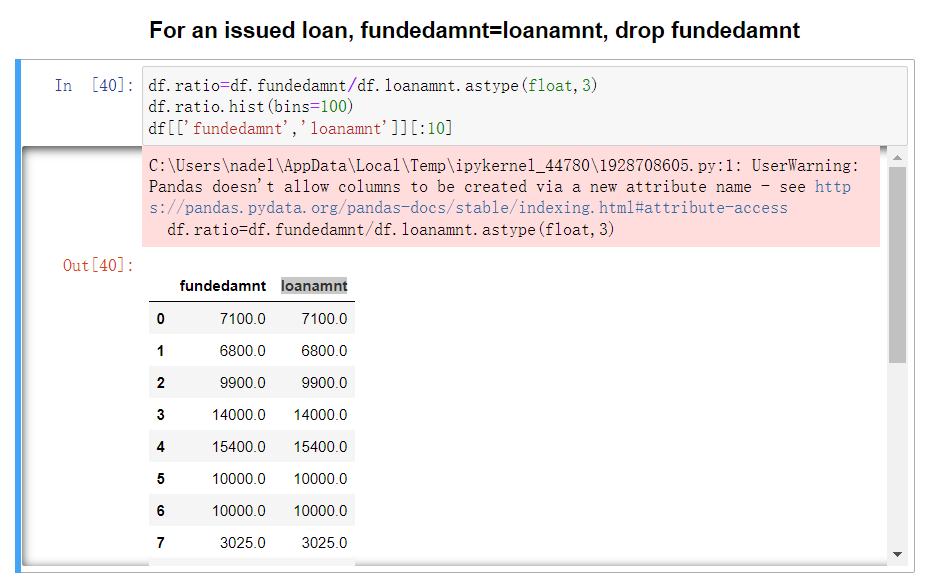 For an issued loan, fundedamnt=loanamnt, drop fundedamnt
In [40]: df.ratio=df.fundedamnt/df.loanamnt.astype(float,3)
df.ratio.hist(bins=100)
df[['fundedamnt','loanamnt']][:10]
C:\Users\nadel\AppData\Local\Temp\ipykernel_44780\1928708605.py:1: UserWarning:
Pandas doesn't allow columns to be created via a new attribute name - see http
s://pandas.pydata.org/pandas-docs/stable/indexing.html#attribute-access
df.ratio=df.fundedamnt/df.loanamnt.astype(float,3)
Out[40]:
fundedamnt loanamnt
0 7100.0 7100.0
1 6800.0 6800.0
2 9900.0 9900.0
3 14000.0 14000.0
4 15400.0 15400.0
5 10000.0 10000.0
6 10000.0 10000.0
7 3025.0 3025.0